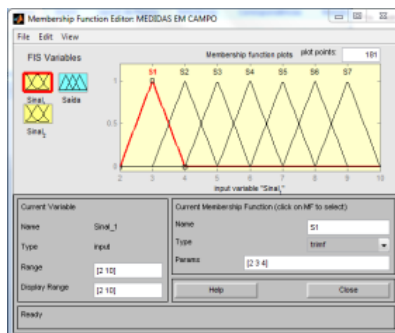 Membership Function Editor: MEDIDAS EM CAMPO
File Edit View
FIS Variables
Membership function plots
plot points:
181
Sinal_1
Saída
Sinal_2
S1 S2 S3 S4 S5 S6 S7
1
0.5
0
2 3 4 5 6 7 8 9 10
input variable "Sinal_1"
Current Variable
Name Sinal_1
Type input
Range [2 10]
Display Range [2 10]
Current Membership Function (click on MF to select)
Name S1
Type trimf
Params [2 3 4]
Help Close
Ready